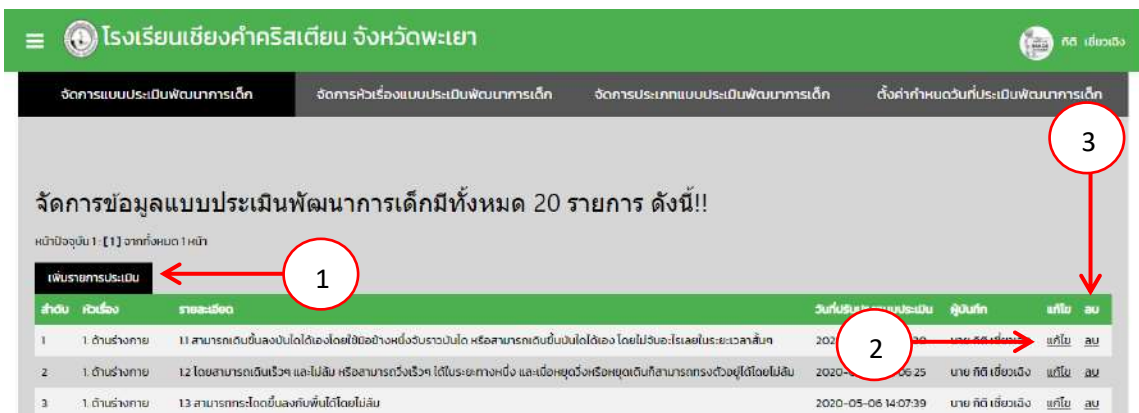 โรงเรียนเชียงคำคริสเตียน จังหวัดพะเยา
กิติ เชี่ยวเฉิง
จัดการแบบประเมินพัฒนาการเด็ก จัดการหัวเรื่องแบบประเมินพัฒนาการเด็ก จัดการประเภทแบบประเมินพัฒนาการเด็ก ตั้งค่ากำหนดวันที่ประเมินพัฒนาการเด็ก
3
จัดการข้อมูลแบบประเมินพัฒนาการเด็กมีทั้งหมด 20 รายการ ดังนี้!!
หน้าปัจจุบัน 1 : [1] จากทั้งหมด 1 หน้า
เพิ่มรายการประเมิน
1
ลำดับ หัวเรื่อง รายละเอียด วันที่ปรับปรุงแบบประเมิน ผู้บันทึก แก้ไข ลบ
1 1. ด้านร่างกาย 1.1 สามารถเดินขึ้นลงบันไดได้เองโดยใช้มือข้างหนึ่งจับราวบันได หรือสามารถเดินขึ้นบันไดได้เอง โดยไม่จับอะไรเลยในระยะเวลาสั้นๆ แก้ไข ลบ
2
2 1. ด้านร่างกาย 1.2 โดยสามารถเดินเร็วๆ และไม่ล้ม หรือสามารถวิ่งเร็วๆ ได้ในระยะทางหนึ่ง และเมื่อหยุดวิ่งหรือหยุดเดินก็สามารถทรงตัวอยู่ได้โดยไม่ล้ม นาย กิติ เชี่ยวเฉิง แก้ไข ลบ
3 1. ด้านร่างกาย 1.3 สามารถกระโดดขึ้นลงกับพื้นได้โดยไม่ล้ม 2020-05-06 14:07:39 นาย กิติ เชี่ยวเฉิง แก้ไข ลบ